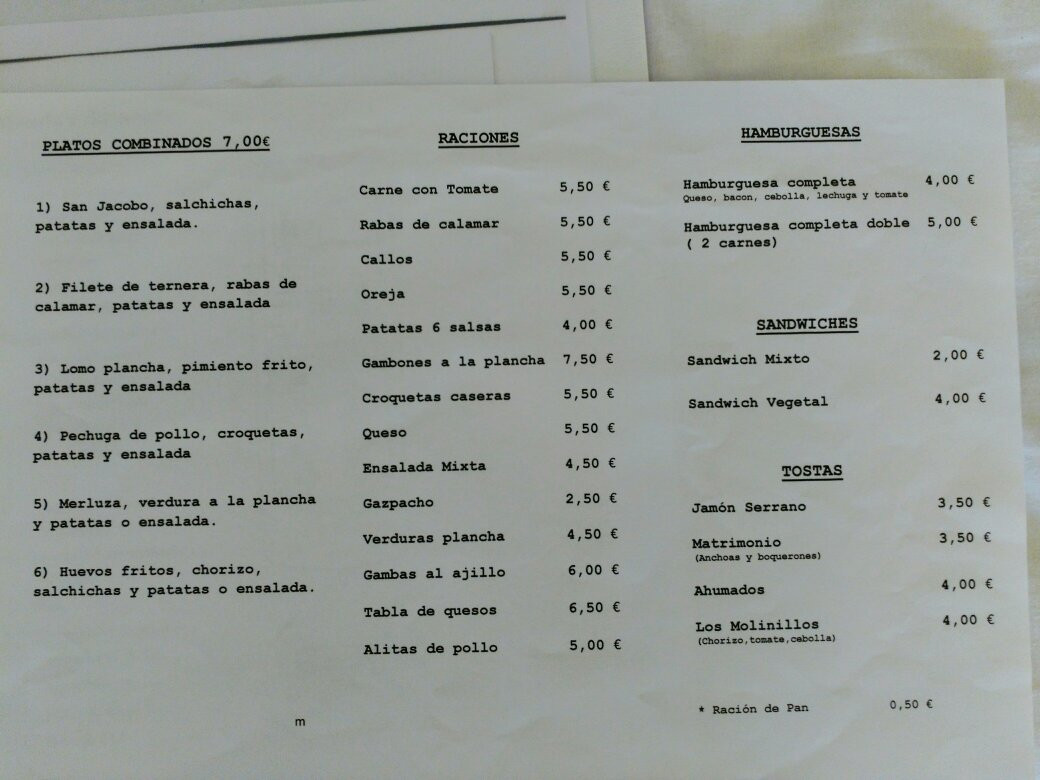 PLATOS COMBINADOS 7,00€
1) San Jacobo, salchichas,
patatas y ensalada.
2) Filete de ternera, rabas de
calamar, patatas y ensalada
3) Lomo plancha, pimiento frito,
patatas y ensalada
4) Pechuga de pollo, croquetas,
patatas y ensalada
5) Merluza, verdura a la plancha
y patatas o ensalada.
6) Huevos fritos, chorizo,
salchichas y patatas o ensalada.
m
RACIONES
Carne con Tomate 5,50 €
Rabas de calamar 5,50 €
Callos 5,50 €
Oreja 5,50 €
Patatas 6 salsas 4,00 €
Gambones a la plancha 7,50 €
Croquetas caseras 5,50 €
Queso 5,50 €
Ensalada Mixta 4,50 €
Gazpacho 2,50 €
Verduras plancha 4,50 €
Gambas al ajillo 6,00 €
Tabla de quesos 6,50 €
Alitas de pollo 5,00 €
HAMBURGUESAS
Hamburguesa completa 4,00 €
Queso, bacon, cebolla, lechuga y tomate
Hamburguesa completa doble 5,00 €
( 2 carnes)
SANDWICHES
Sandwich Mixto 2,00 €
Sandwich Vegetal 4,00 €
TOSTAS
Jamón Serrano 3,50 €
Matrimonio 3,50 €
(Anchoas y boquerones)
Ahumados 4,00 €
Los Molinillos 4,00 €
(Chorizo,tomate,cebolla)
* Ración de Pan 0,50 €